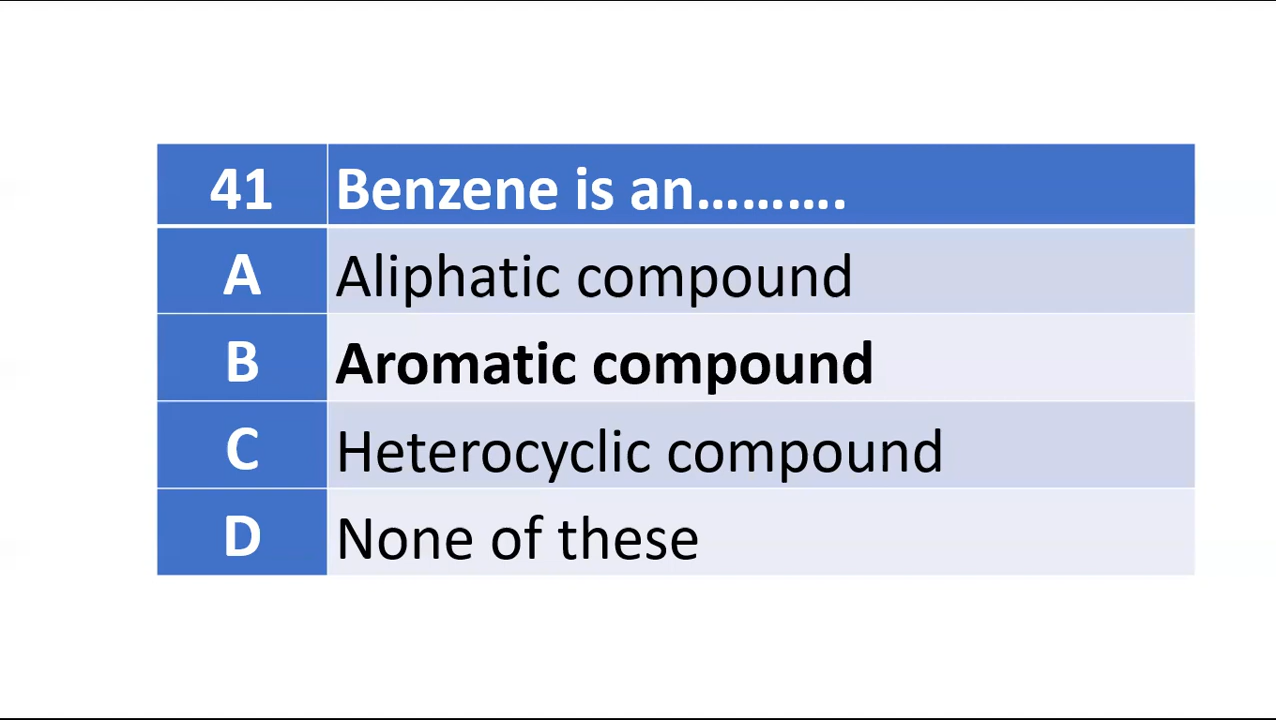 41 Benzene is an……….
A Aliphatic compound
B Aromatic compound
C Heterocyclic compound
D None of these